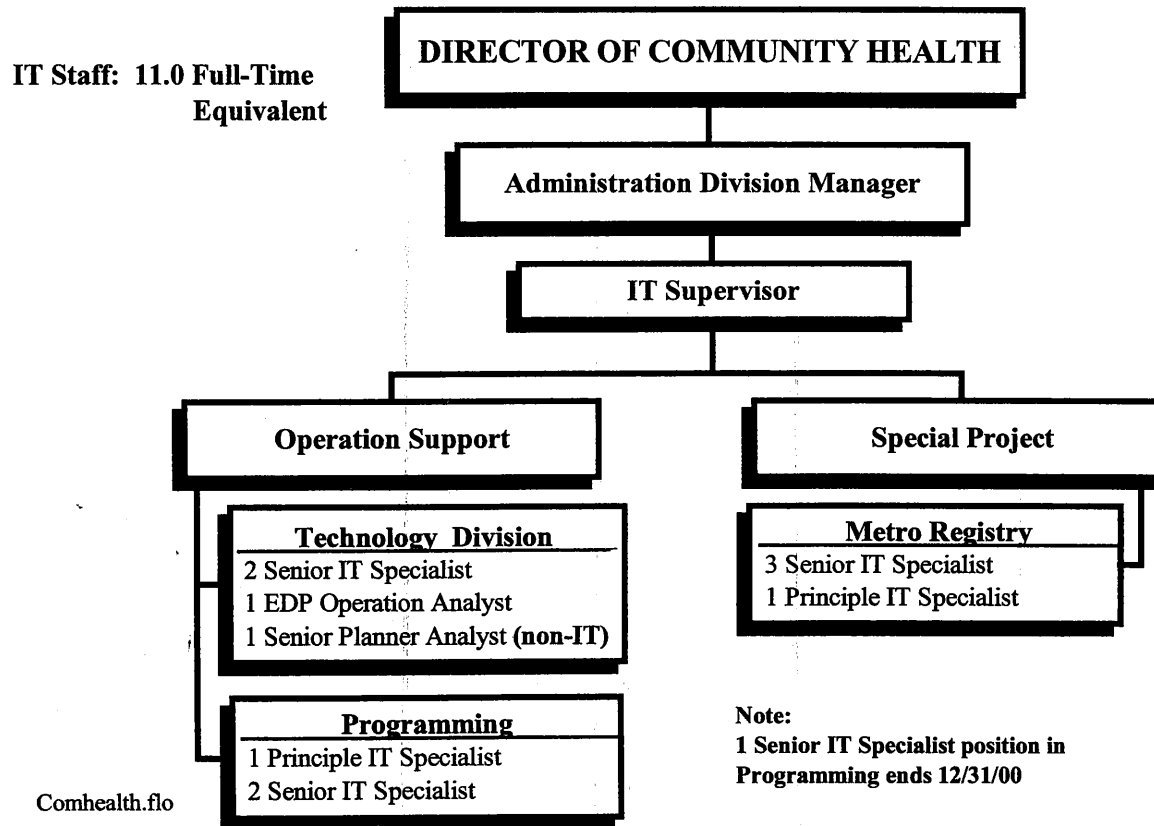 IT Staff: 11.0 Full-Time
Equivalent
DIRECTOR OF COMMUNITY HEALTH
Administration Division Manager
IT Supervisor
Operation Support
Special Project
Technology Division
2 Senior IT Specialist
1 EDP Operation Analyst
1 Senior Planner Analyst (non-IT)
Metro Registry
3 Senior IT Specialist
1 Principle IT Specialist
Programming
1 Principle IT Specialist
2 Senior IT Specialist
Note:
1 Senior IT Specialist position in
Programming ends 12/31/00
Comhealth.flo